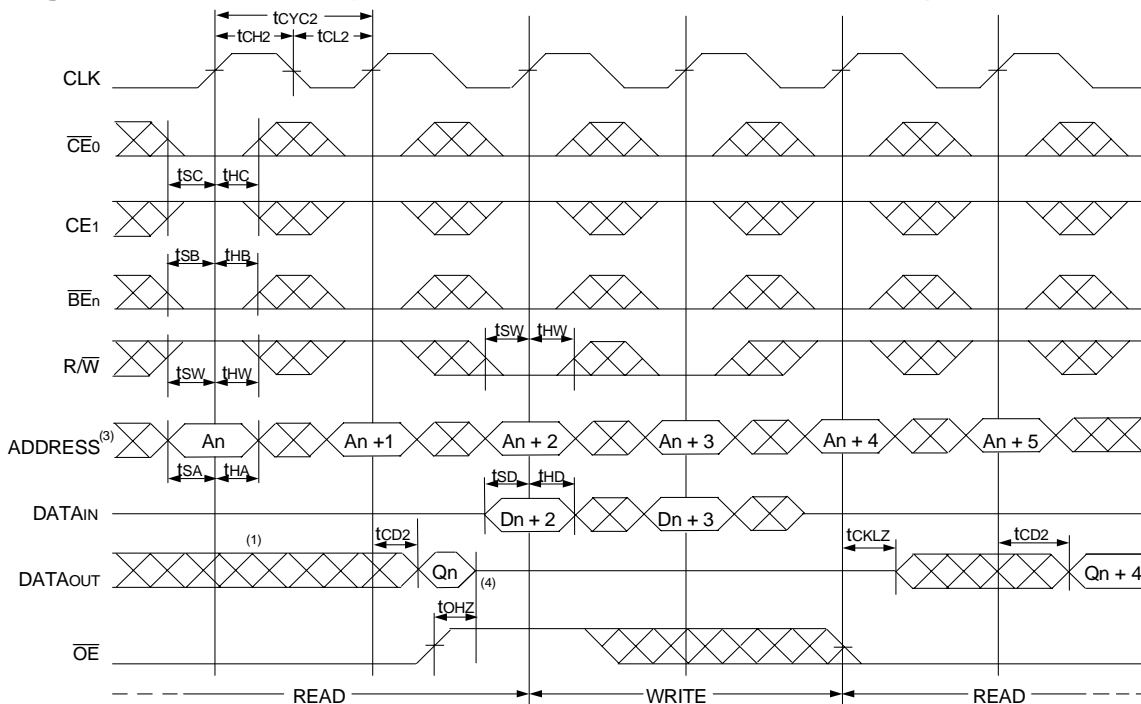 tCYC2
tCH2 tCL2
CLK
CE0
tSC tHC
CE1
tSB tHB
BEn
tSW tHW
R/W
tSW tHW
ADDRESS(3) An An +1 An + 2 An + 3 An + 4 An + 5
tSA tHA tSD tHD
DATAIN Dn + 2 Dn + 3
(1) tCD2 tCKLZ tCD2
DATAOUT Qn (4) Qn + 4
tOHZ
OE
READ WRITE READ